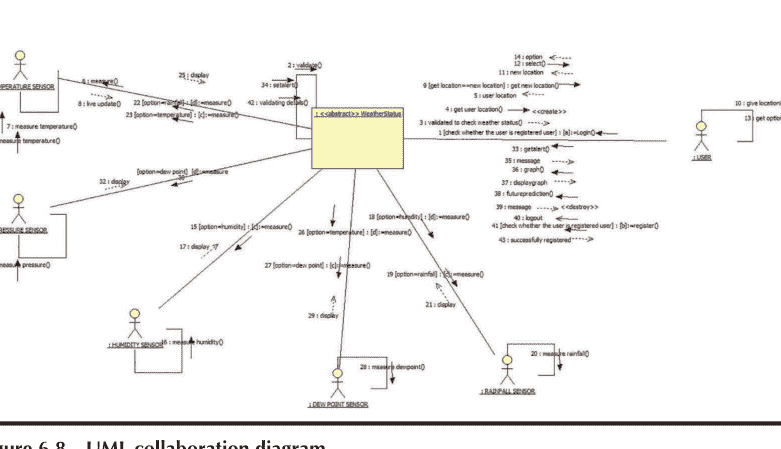 2 : validate()
34 : setalert()
42 : validating details()
: <<abstract>> WeatherStatus
6 : measure()
25 : display
8 : live update()
22 [option=rainfall] : [d]:=measure()
23 [option=temperature] : [c]:=measure()
MPERATURE SENSOR
7 : measure temperature()
measure temperature()
14 : option
12 : select()
11 : new location
9 [get location==new location] : get new location()
5 : user location
4 : get user location()
<<create>>
3 : validated to check weather status()
1 [check whether the user is registered user] : [a]:=Login()
10 : give location
13 : get option
: USER
33 : getalert()
35 : message
36 : graph()
37 : displaygraph
38 : futureprediction()
39 : message
<<destroy>>
40 : logout
41 [check whether the user is registered user] : [b]:=register()
43 : successfully registered
[option=dew point] : [d]:=measure
32 : display
30
RESSURE SENSOR
measure pressure()
15 [option=humidity] : [c]:=measure()
17 : display
18 [option=humidity] : [d]:=measure()
26 [option=temperature] : [d]:=measure()
27 [option=dew point] : [c]:=measure()
19 [option=rainfall] : [c]:=measure()
21 : display
29 : display
: HUMIDITY SENSOR
16 : measure humidity()
28 : measure dewpoint()
: DEW POINT SENSOR
20 : measure rainfall()
: RAINFALL SENSOR
gure 6.8 UML collaboration diagram